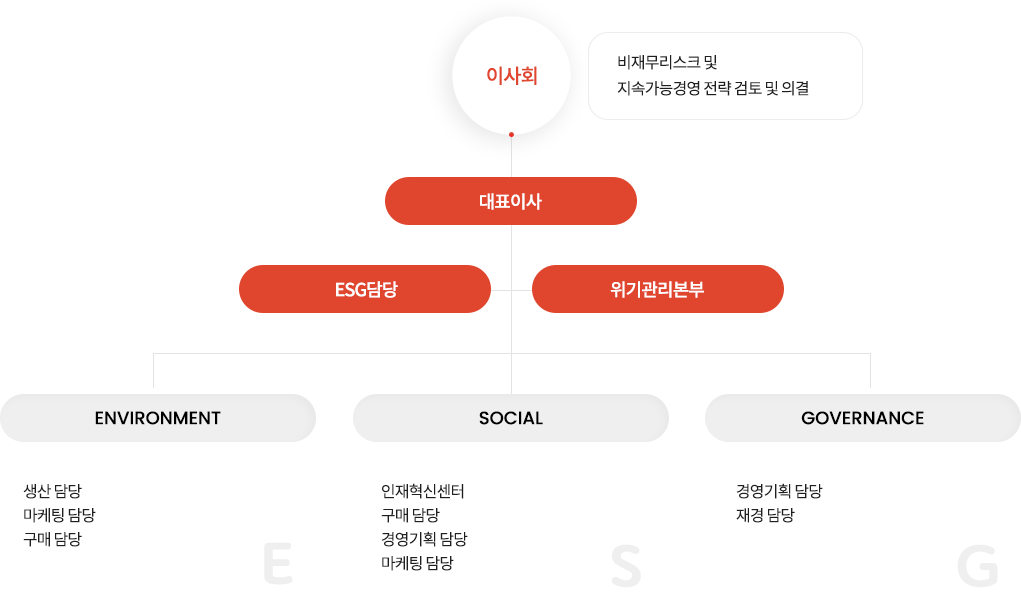 이사회
비재무리스크 및
지속가능경영 전략 검토 및 의결
대표이사
ESG담당
위기관리본부
ENVIRONMENT
생산 담당
마케팅 담당
구매 담당
E
SOCIAL
인재혁신센터
구매 담당
경영기획 담당
마케팅 담당
S
GOVERNANCE
경영기획 담당
재경 담당
G